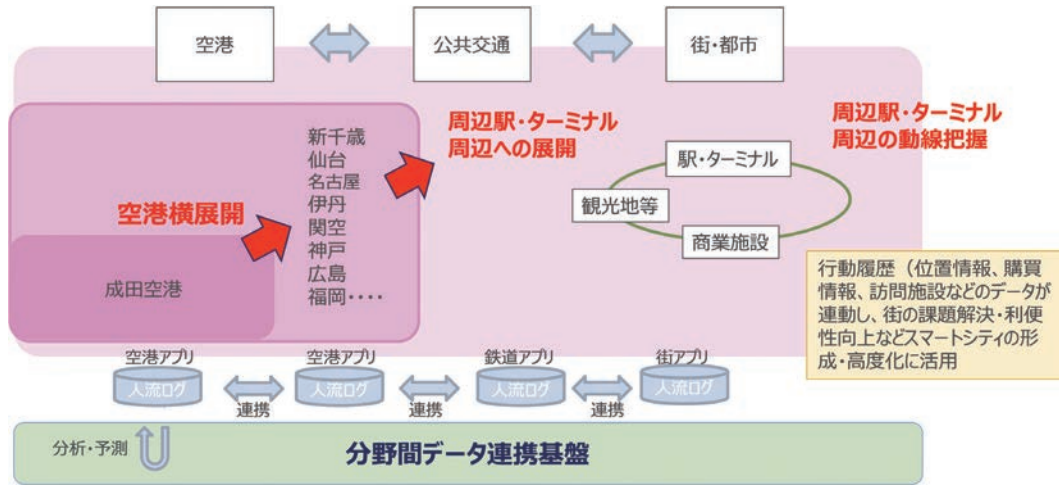 空港
公共交通
街・都市
周辺駅・ターミナル
周辺への展開
周辺駅・ターミナル
周辺の動線把握
新千歳
仙台
名古屋
伊丹
関空
神戸
広島
福岡・・・・
空港横展開
成田空港
駅・ターミナル
観光地等
商業施設
行動履歴（位置情報、購買
情報、訪問施設などのデータが
連動し、街の課題解決・利便
性向上などスマートシティの形
成・高度化に活用
空港アプリ
空港アプリ
鉄道アプリ
街アプリ
人流ログ
人流ログ
人流ログ
人流ログ
連携
連携
連携
分析・予測
分野間データ連携基盤